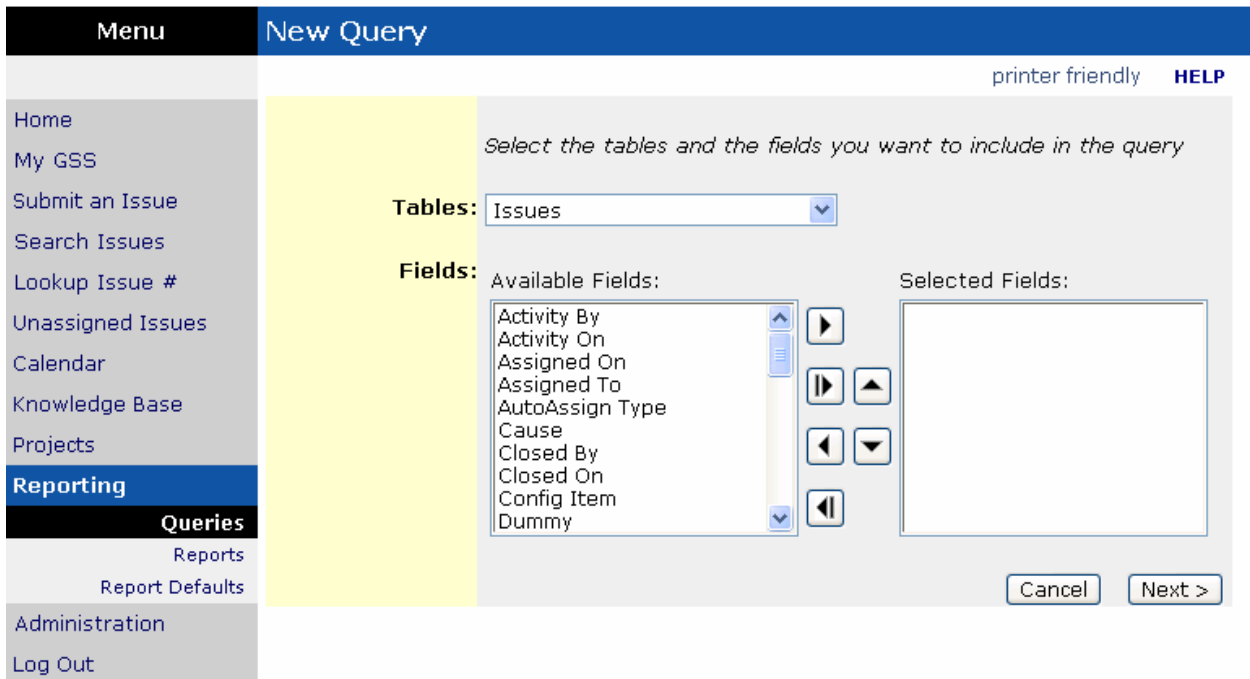 Menu
New Query
printer friendly HELP
Home
My GSS
Submit an Issue
Search Issues
Lookup Issue #
Unassigned Issues
Calendar
Knowledge Base
Projects
Reporting
Queries
Reports
Report Defaults
Administration
Log Out
Select the tables and the fields you want to include in the query
Tables: Issues
Fields:
Available Fields:
Activity By
Activity On
Assigned On
Assigned To
AutoAssign Type
Cause
Closed By
Closed On
Config Item
Dummy
Selected Fields:
Cancel Next >